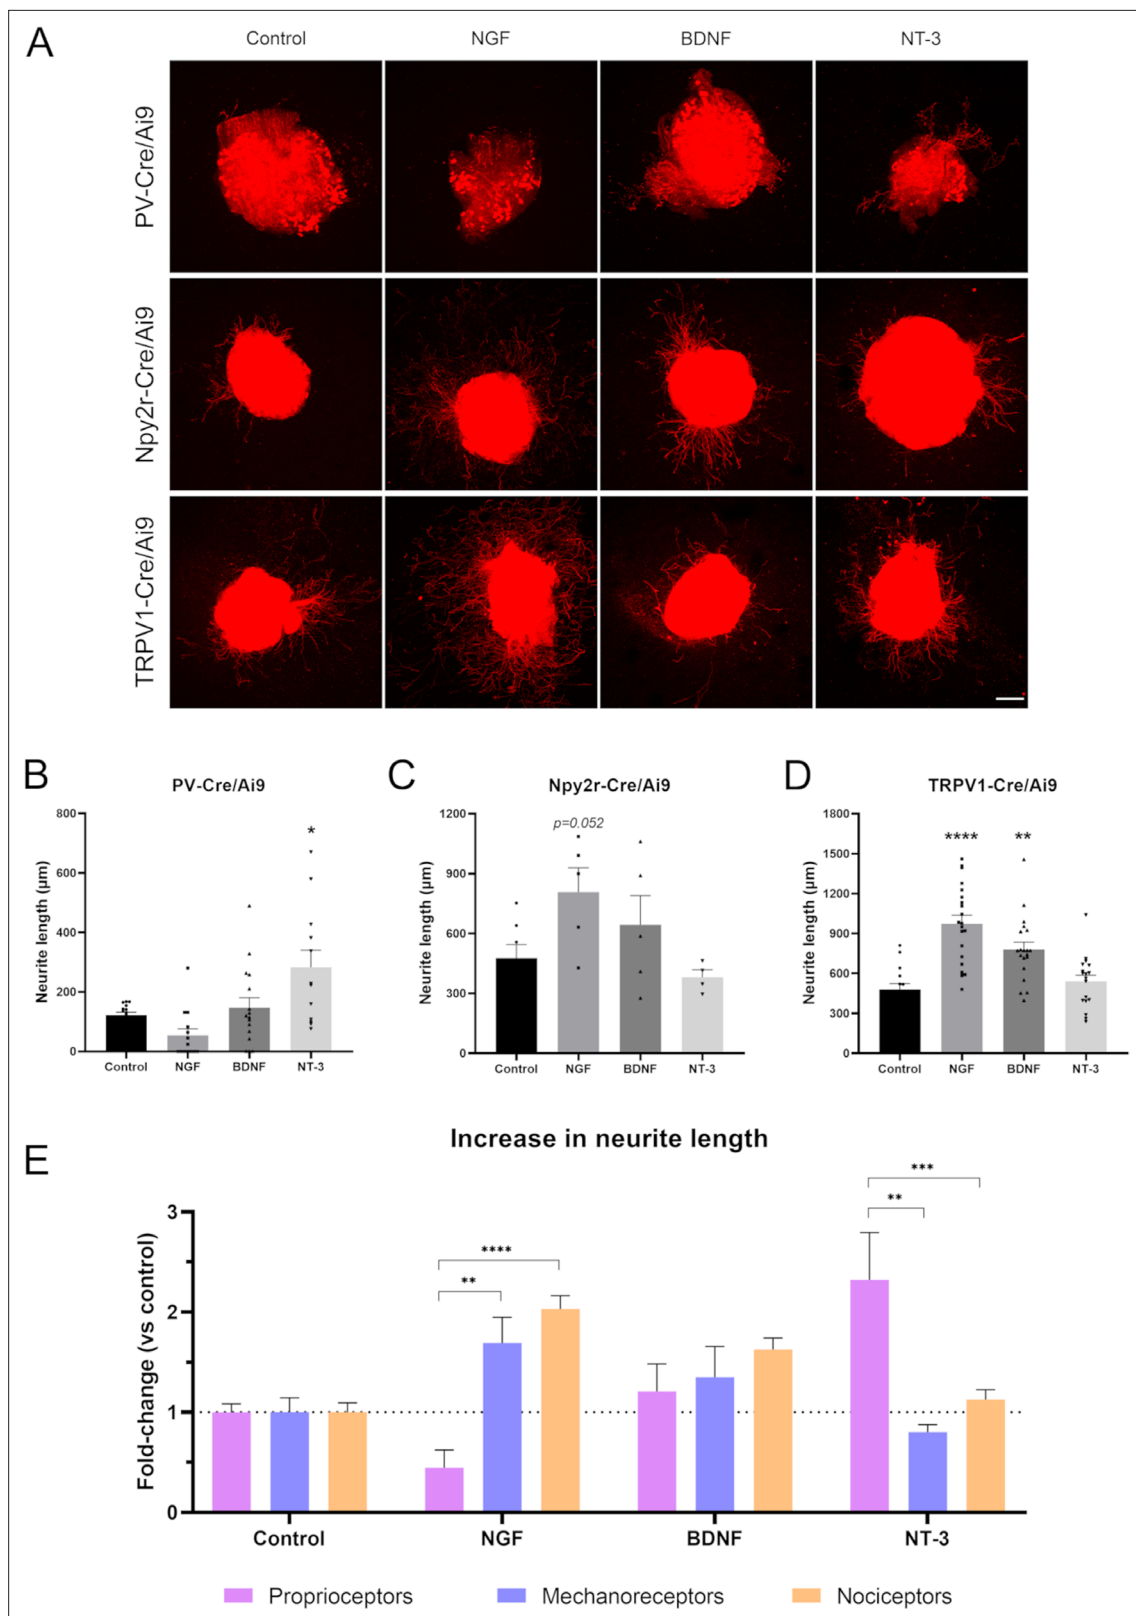 A
Control NGF BDNF NT-3
PV-Cre/Ai9
Npy2r-Cre/Ai9
TRPV1-Cre/Ai9
B
PV-Cre/Ai9
Neurite length (µm)
800
600
400
200
0
*
Control NGF BDNF NT-3
C
Npy2r-Cre/Ai9
Neurite length (µm)
1200
900
600
300
0
p=0.052
Control NGF BDNF NT-3
D
TRPV1-Cre/Ai9
Neurite length (µm)
1800
1500
1200
900
600
300
0
**** **
Control NGF BDNF NT-3
E
Increase in neurite length
Fold-change (vs control)
3
2
1
0
****
**
***
**
Control NGF BDNF NT-3
Proprioceptors Mechanoreceptors Nociceptors